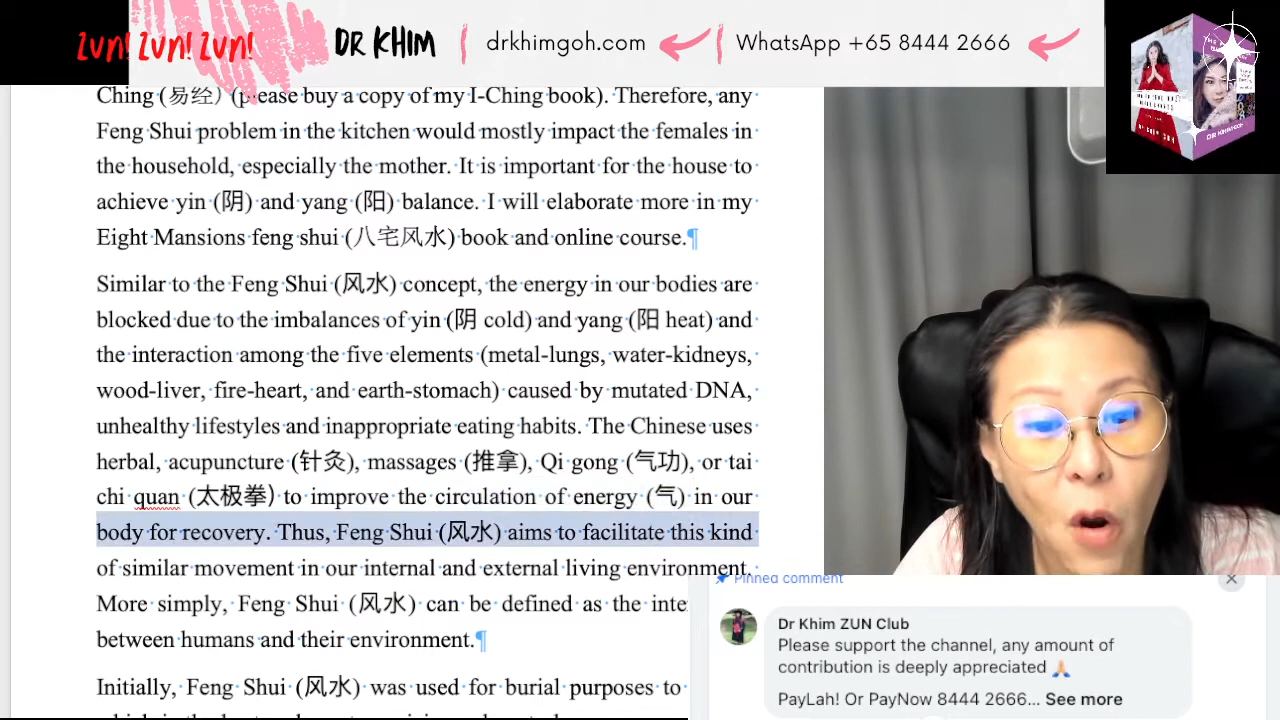 Zun! Zun! Zun!
DR KHIM
drkhimgoh.com
WhatsApp +65 8444 2666
DR KHIM GOH
Ching (易经) (please buy a copy of my I-Ching book). Therefore, any
Feng Shui problem in the kitchen would mostly impact the females in
the household, especially the mother. It is important for the house to
achieve yin (阴) and yang (阳) balance. I will elaborate more in my
Eight Mansions feng shui (八宅风水) book and online course.¶
Similar to the Feng Shui (风水) concept, the energy in our bodies are
blocked due to the imbalances of yin (阴 cold) and yang (阳 heat) and
the interaction among the five elements (metal-lungs, water-kidneys,
wood-liver, fire-heart, and earth-stomach) caused by mutated DNA,
unhealthy lifestyles and inappropriate eating habits. The Chinese uses
herbal, acupuncture (针灸), massages (推拿), Qi gong (气功), or tai
chi quan (太极拳) to improve the circulation of energy (气) in our
body for recovery. Thus, Feng Shui (风水) aims to facilitate this kind
of similar movement in our internal and external living environment.
More simply, Feng Shui (风水) can be defined as the inte
between humans and their environment.¶
Initially, Feng Shui (风水) was used for burial purposes to
Pinned comment
Dr Khim ZUN Club
Please support the channel, any amount of
contribution is deeply appreciated 🙏🏼
PayLah! Or PayNow 8444 2666... See more